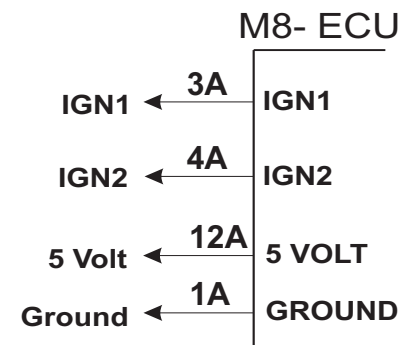 M8- ECU
IGN1 3A IGN1
IGN2 4A IGN2
5 Volt 12A 5 VOLT
Ground 1A GROUND